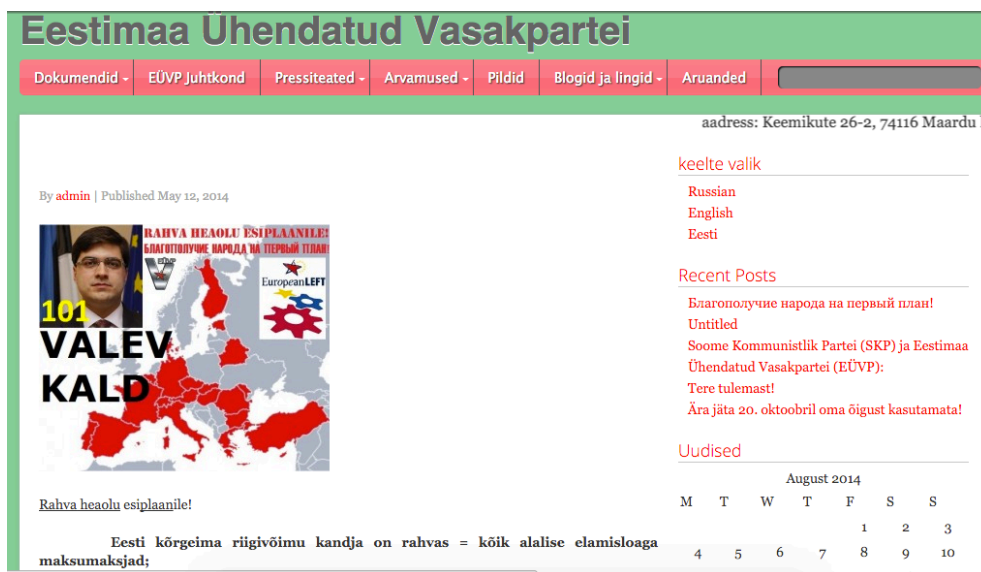 Eestimaa Ühendatud Vasakpartei
Dokumendid EÜVP Juhtkond Pressiteated Arvamused Pildid Blogid ja lingid Aruanded
aadress: Keemikute 26-2, 74116 Maardu
By admin | Published May 12, 2014
RAHVA HEAOLU ESIPLAANILE!
БЛАГОПОЛУЧИЕ НАРОДА НА ПЕРВЫЙ ПЛАН!
EuropeanLEFT
101
VALEV
KALD
Rahva heaolu esiplaanile!
Eesti kõrgeima riigivõimu kandja on rahvas = kõik alalise elamisloaga
maksumaksjad;
keelte valik
Russian
English
Eesti
Recent Posts
Благополучие народа на первый план!
Untitled
Soome Kommunistlik Partei (SKP) ja Eestimaa
Ühendatud Vasakpartei (EÜVP):
Tere tulemast!
Ära jäta 20. oktoobril oma õigust kasutamata!
Uudised
August 2014
M T W T F S S
1 2 3
4 5 6 7 8 9 10